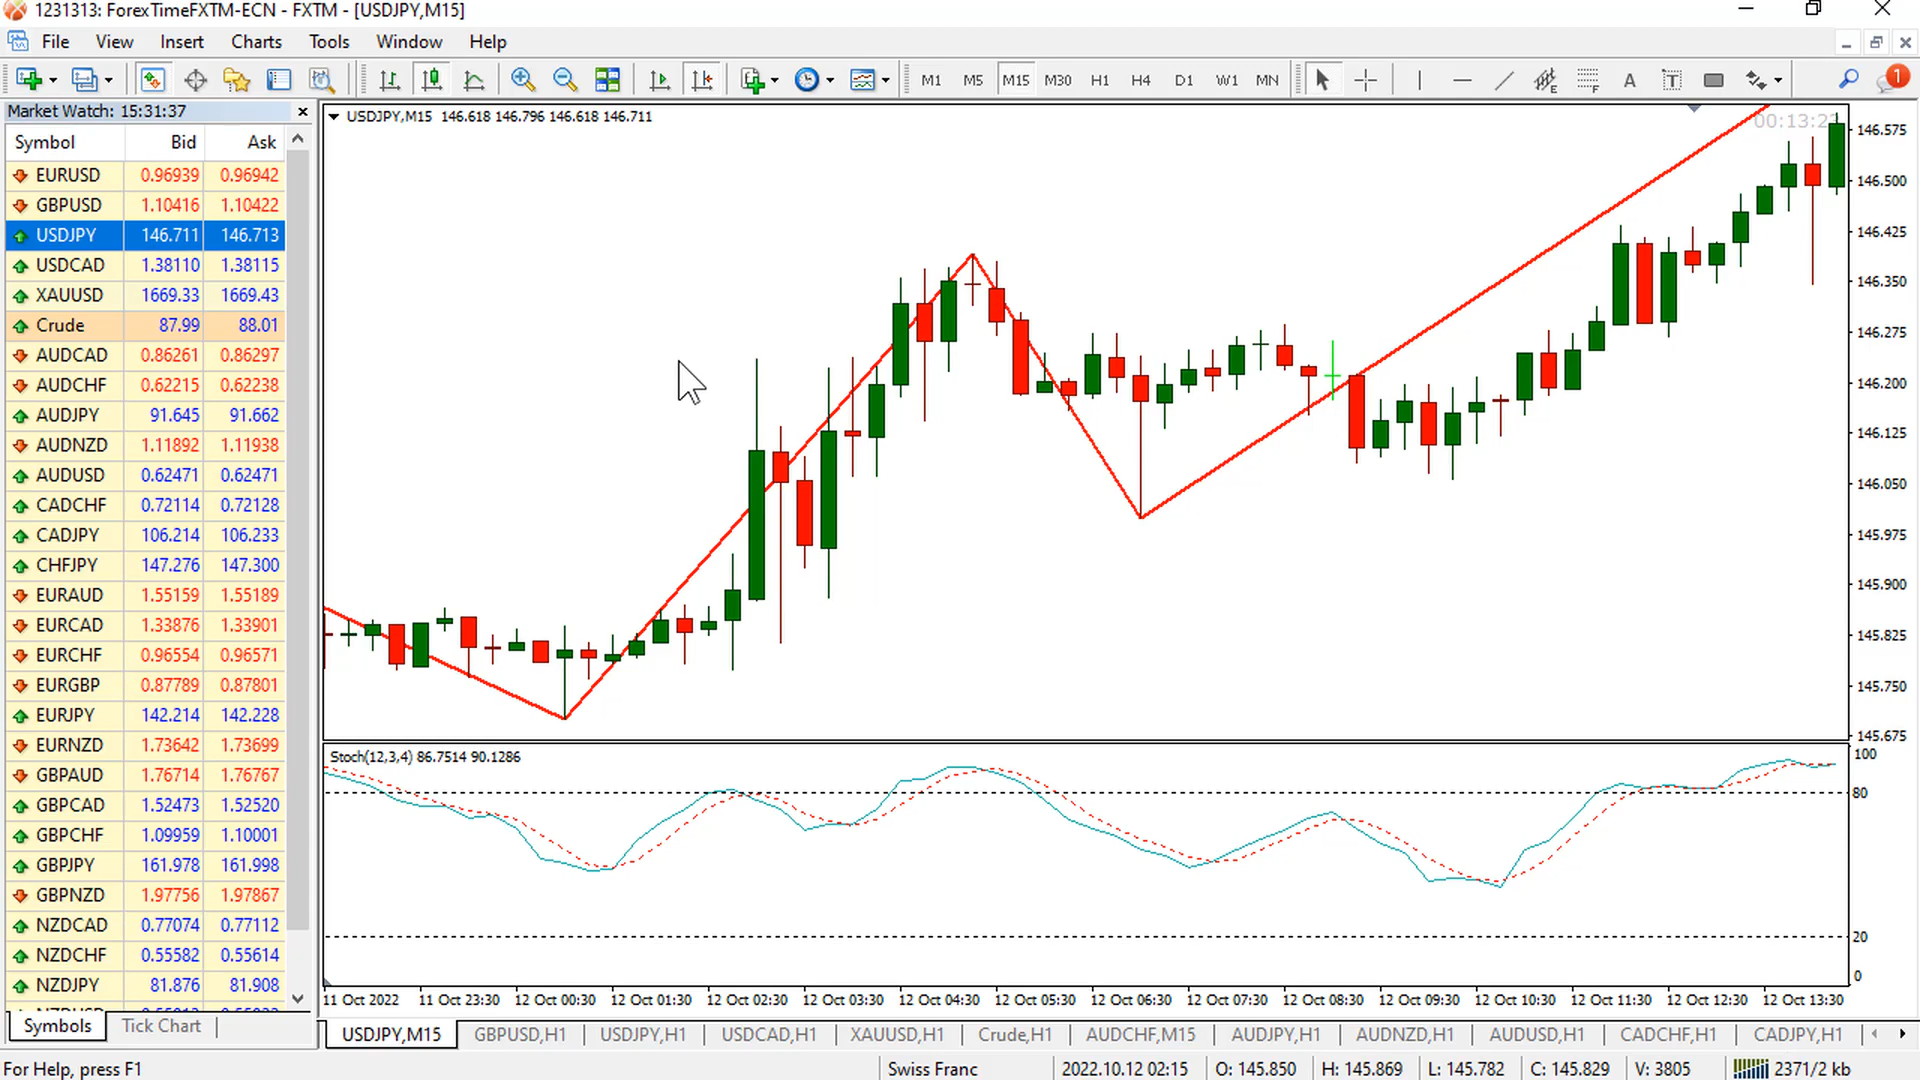 1231313: ForexTimeFXTM-ECN - FXTM - [USDJPY,M15]
File View Insert Charts Tools Window Help
M1 M5 M15 M30 H1 H4 D1 W1 MN A T 1
Market Watch: 15:31:37
Symbol Bid Ask
EURUSD 0.96939 0.96942
GBPUSD 1.10416 1.10422
USDJPY 146.711 146.713
USDCAD 1.38110 1.38115
XAUUSD 1669.33 1669.43
Crude 87.99 88.01
AUDCAD 0.86261 0.86297
AUDCHF 0.62215 0.62238
AUDJPY 91.645 91.662
AUDNZD 1.11892 1.11938
AUDUSD 0.62471 0.62471
CADCHF 0.72114 0.72128
CADJPY 106.214 106.233
CHFJPY 147.276 147.300
EURAUD 1.55159 1.55189
EURCAD 1.33876 1.33901
EURCHF 0.96554 0.96571
EURGBP 0.87789 0.87801
EURJPY 142.214 142.228
EURNZD 1.73642 1.73699
GBPAUD 1.76714 1.76767
GBPCAD 1.52473 1.52520
GBPCHF 1.09959 1.10001
GBPJPY 161.978 161.998
GBPNZD 1.97756 1.97867
NZDCAD 0.77074 0.77112
NZDCHF 0.55582 0.55614
NZDJPY 81.876 81.908
Symbols Tick Chart
USDJPY,M15 146.618 146.796 146.618 146.711
146.575
146.500
146.425
146.350
146.275
146.200
146.125
146.050
145.975
145.900
145.825
145.750
145.675
Stoch(12,3,4) 86.7514 90.1286
100
80
20
0
11 Oct 2022 11 Oct 23:30 12 Oct 00:30 12 Oct 01:30 12 Oct 02:30 12 Oct 03:30 12 Oct 04:30 12 Oct 05:30 12 Oct 06:30 12 Oct 07:30 12 Oct 08:30 12 Oct 09:30 12 Oct 10:30 12 Oct 11:30 12 Oct 12:30 12 Oct 13:30
USDJPY,M15 GBPUSD,H1 USDJPY,H1 USDCAD,H1 XAUUSD,H1 Crude,H1 AUDCHF,M15 AUDJPY,H1 AUDNZD,H1 AUDUSD,H1 CADCHF,H1 CADJPY,H1
For Help, press F1 Swiss Franc 2022.10.12 02:15 O: 145.850 H: 145.869 L: 145.782 C: 145.829 V: 3805 2371/2 kb